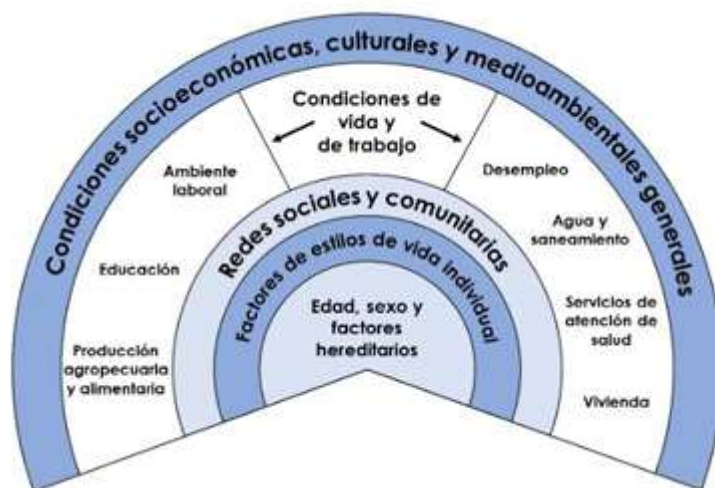 Condiciones socioeconómicas, culturales y medioambientales generales
Condiciones de
vida y
de trabajo
Ambiente
laboral
Desempleo
Redes sociales y comunitarias
Agua y
saneamiento
Factores de estilos de vida individual
Educación
Edad, sexo y
factores
hereditarios
Servicios de
atención de
salud
Producción
agropecuaria
y alimentaria
Vivienda